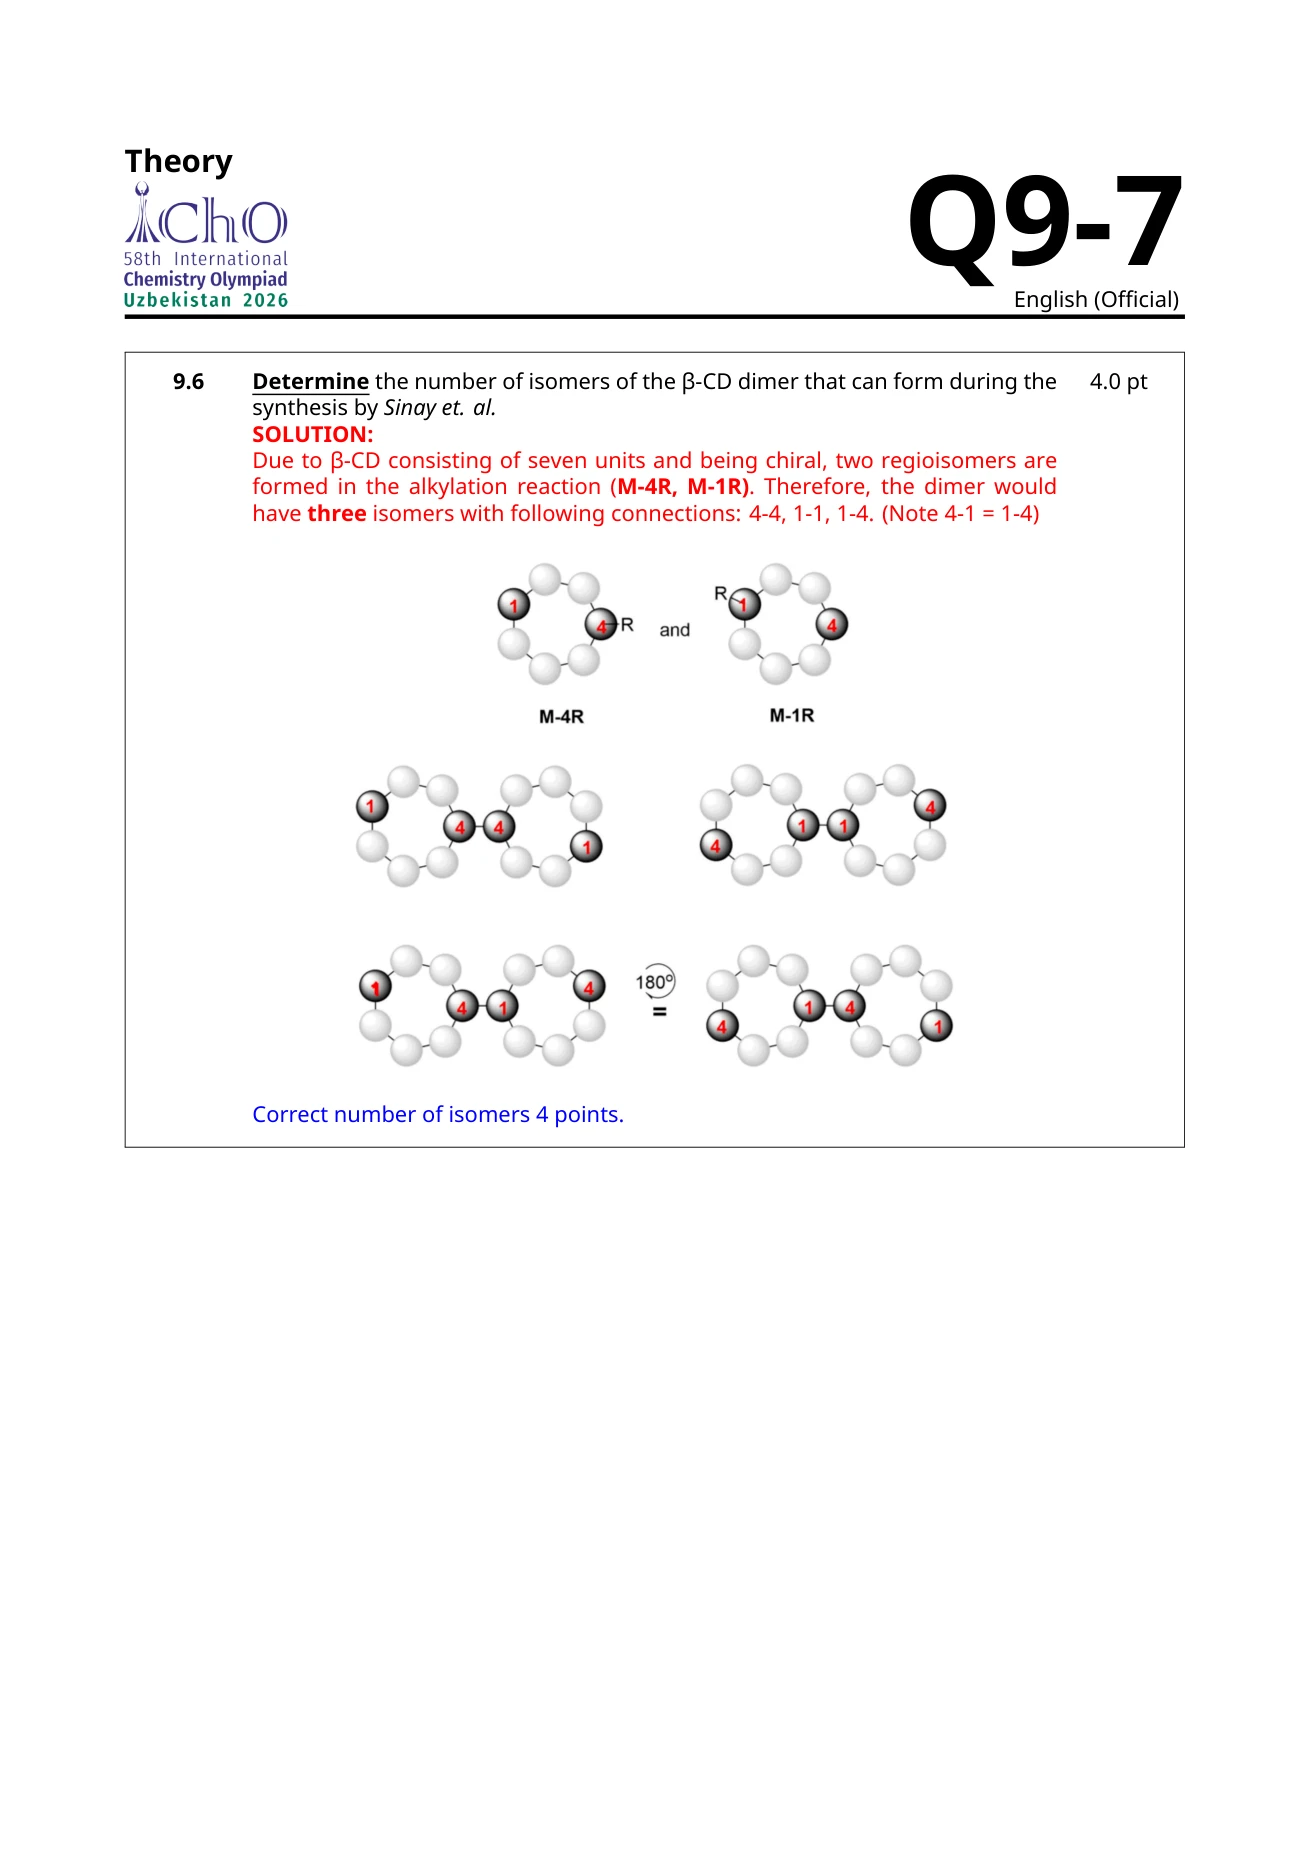 Theory
ichO
58th International
Chemistry Olympiad
Uzbekistan 2026
Q9-7
English (Official)
9.6 Determine the number of isomers of the β-CD dimer that can form during the 4.0 pt
synthesis by Sinay et. al.
SOLUTION:
Due to β-CD consisting of seven units and being chiral, two regioisomers are
formed in the alkylation reaction (M-4R, M-1R). Therefore, the dimer would
have three isomers with following connections: 4-4, 1-1, 1-4. (Note 4-1 = 1-4)
1 4 R and R 1 4
M-4R M-1R
1 4 4 1
4 1 1 4
1 4 1 4 180º = 4 1 4 1
Correct number of isomers 4 points.